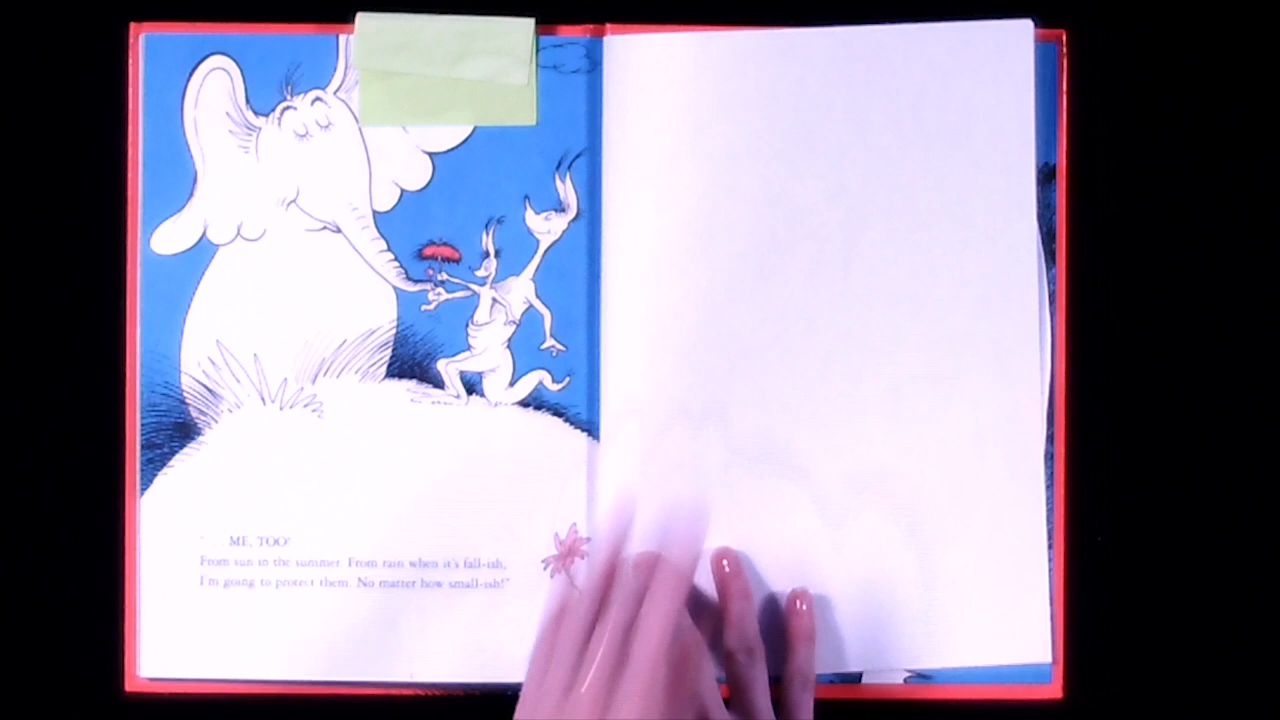 ". . . ME, TOO!
From sun in the summer. From rain when it's fall-ish,
I'm going to protect them. No matter how small-ish!"